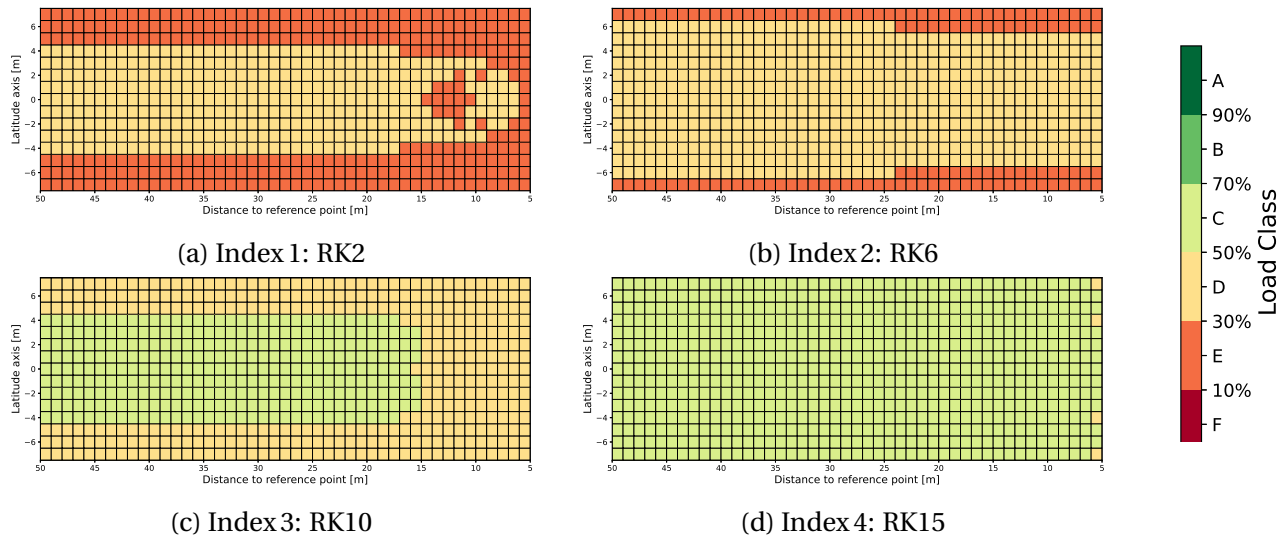 6
4
2
0
−2
−4
−6
Latitude axis [m]
50 45 40 35 30 25 20 15 10 5
Distance to reference point [m]
(a) Index 1: RK2
6
4
2
0
−2
−4
−6
Latitude axis [m]
50 45 40 35 30 25 20 15 10 5
Distance to reference point [m]
(b) Index 2: RK6
6
4
2
0
−2
−4
−6
Latitude axis [m]
50 45 40 35 30 25 20 15 10 5
Distance to reference point [m]
(c) Index 3: RK10
6
4
2
0
−2
−4
−6
Latitude axis [m]
50 45 40 35 30 25 20 15 10 5
Distance to reference point [m]
(d) Index 4: RK15
A
90%
B
70%
C
50%
D
30%
E
10%
F
Load Class